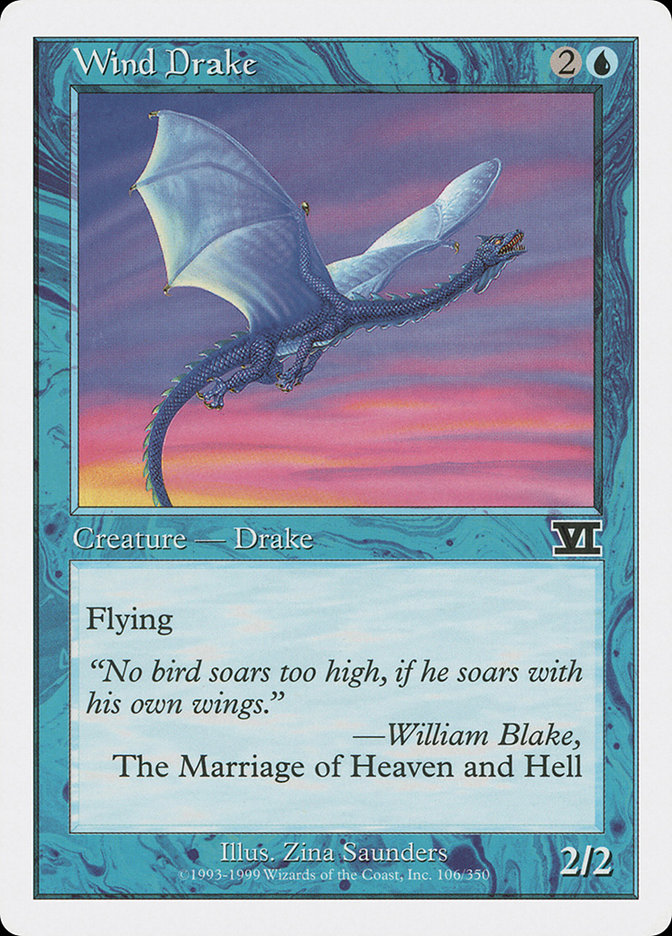 Wind Drake 2
Creature — Drake VI
Flying
“No bird soars too high, if he soars with
his own wings.”
—William Blake,
The Marriage of Heaven and Hell
Illus. Zina Saunders
©1993-1999 Wizards of the Coast, Inc. 106/350
2/2